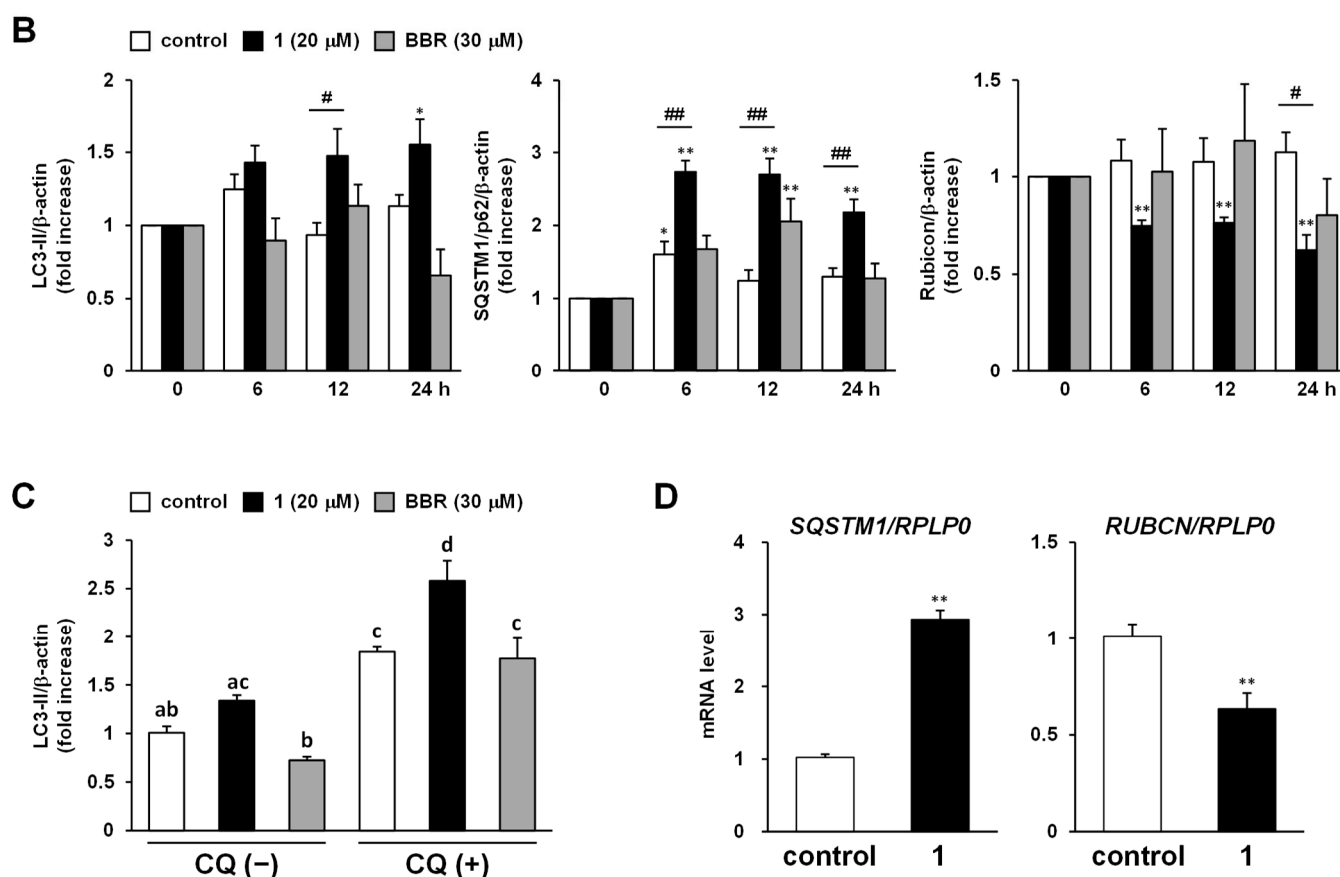 B
control 1 (20 μM) BBR (30 μM)
LC3-II/β-actin
(fold increase)
2
1.5
1
0.5
0
#
*
0 6 12 24 h
SQSTM1/p62/β-actin
(fold increase)
4
3
2
1
0
## ## ##
* ** ** ** **
0 6 12 24 h
Rubicon/β-actin
(fold increase)
1.5
1
0.5
0
#
** ** **
0 6 12 24 h
C
control 1 (20 μM) BBR (30 μM)
LC3-II/β-actin
(fold increase)
3
2.5
2
1.5
1
0.5
0
ab ac b c d c
CQ (−) CQ (+)
D
SQSTM1/RPLP0
mRNA level
4
3
2
1
0
**
control 1
RUBCN/RPLP0
1.5
1
0.5
0
**
control 1